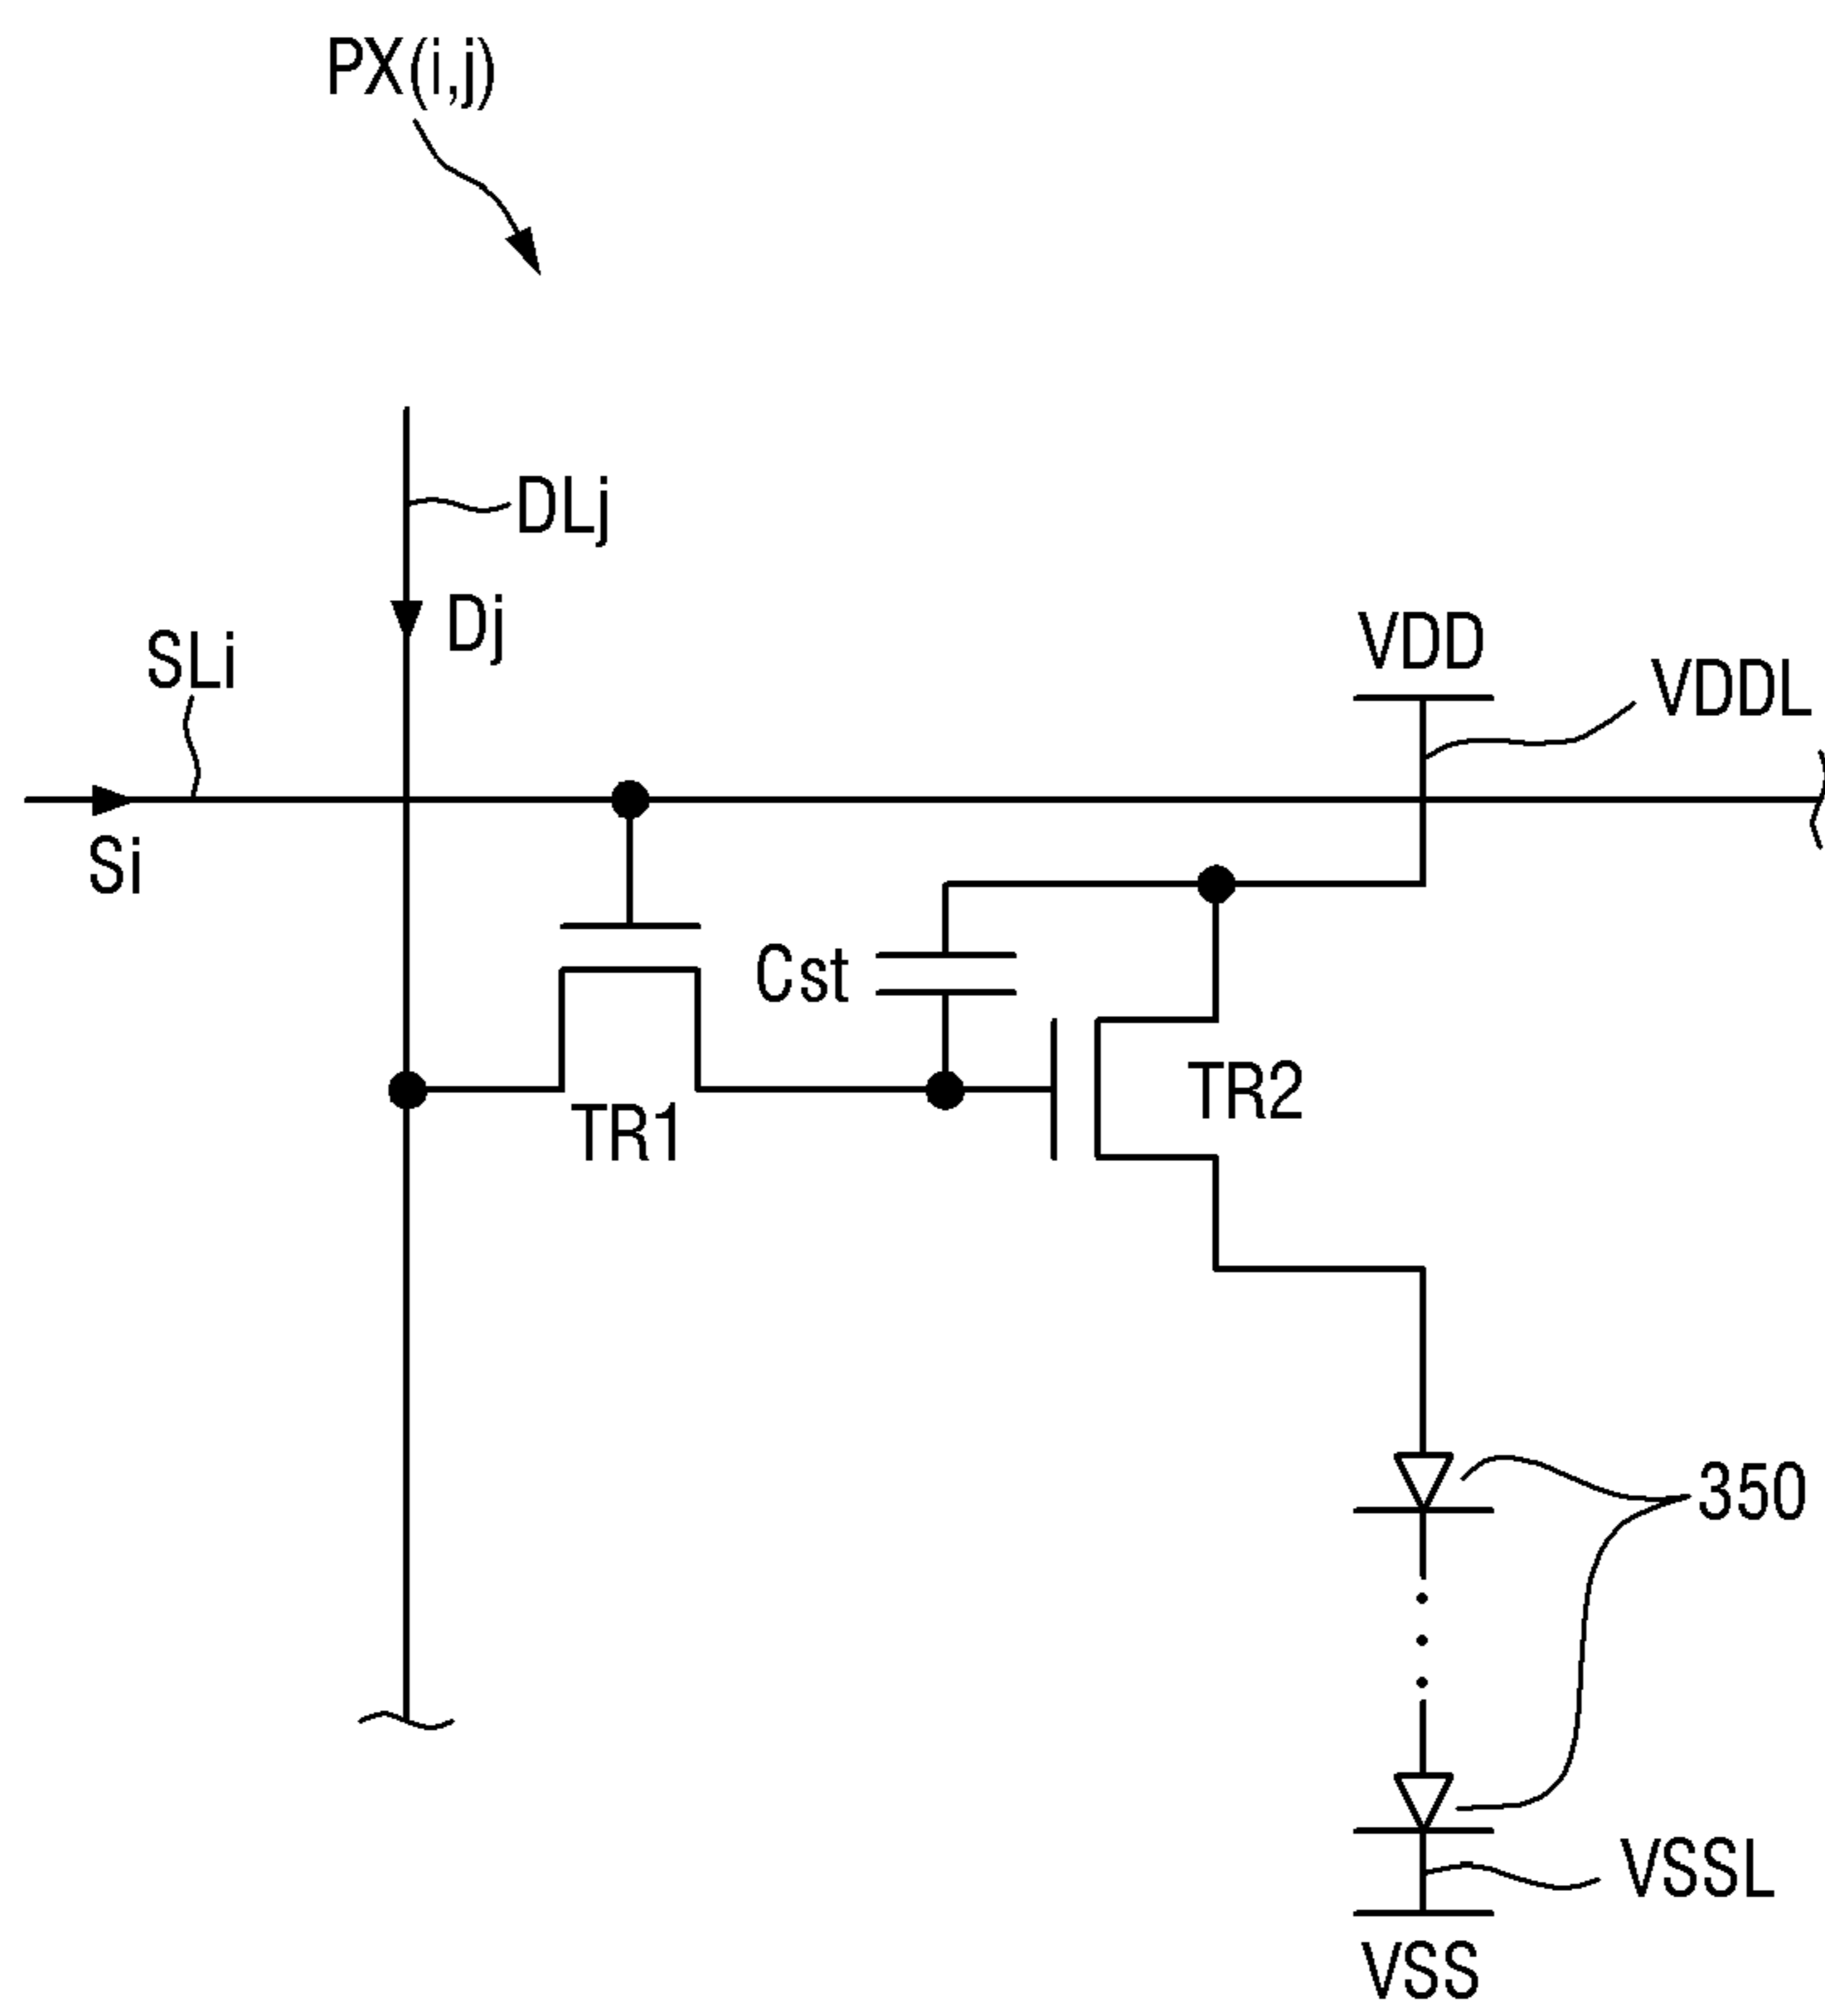 PX(i,j)
DLj
Dj
SLi
Si
VDD
VDDL
Cst
TR1
TR2
350
VSSL
VSS